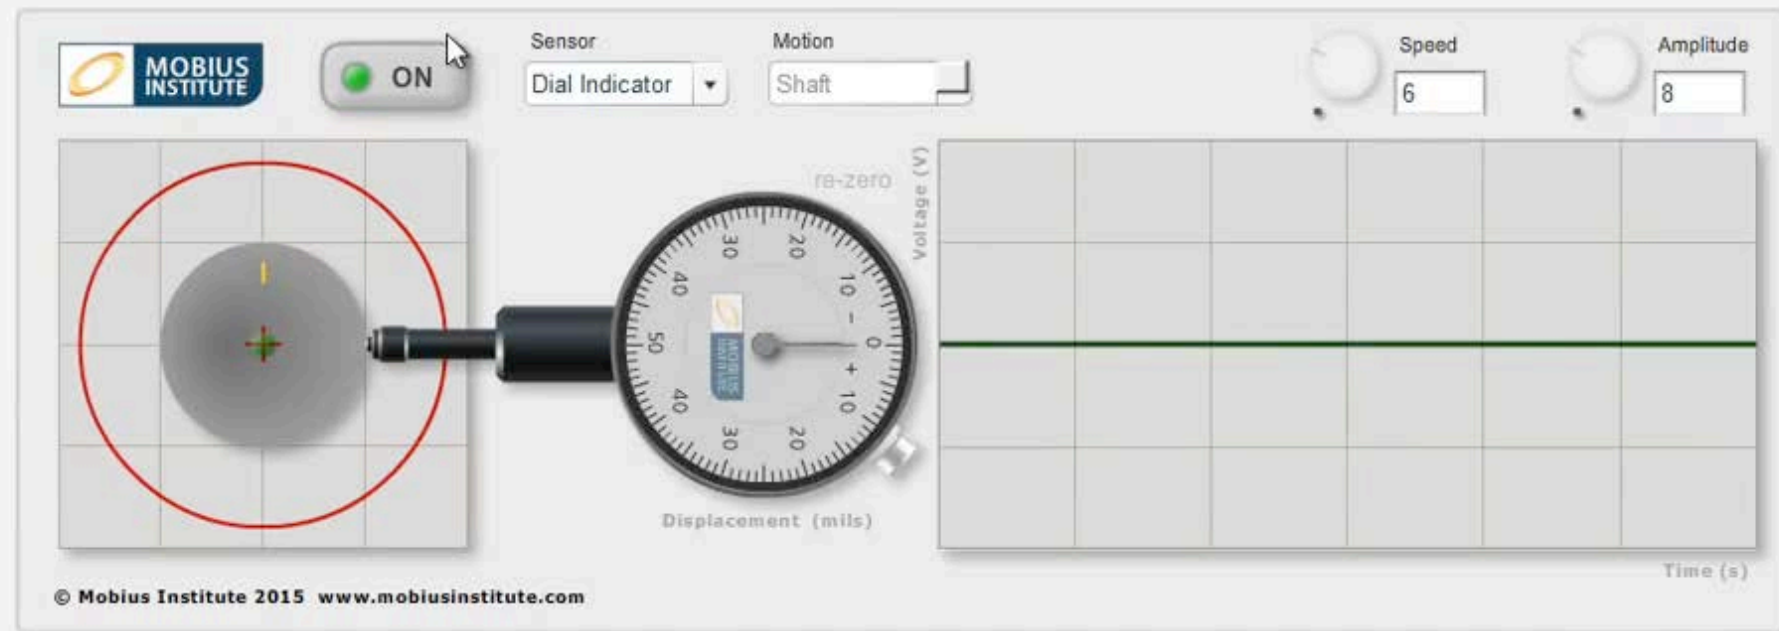 MOBIUS
INSTITUTE
ON
Sensor
Dial Indicator
Motion
Shaft
Speed
6
Amplitude
8
re-zero
30
20
40
10
-
50
0
+
40
10
30
20
MOBIUS
INSTITUTE
Displacement (mils)
Voltage (V)
Time (s)
© Mobius Institute 2015 www.mobiusinstitute.com